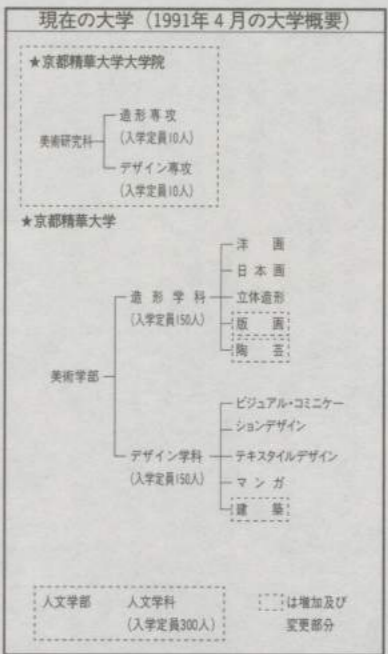 現在の大学（1991年4月の大学概要）
★京都精華大学大学院
美術研究科
造形専攻
（入学定員10人）
デザイン専攻
（入学定員10人）
★京都精華大学
美術学部
造形学科
（入学定員150人）
洋画
日本画
立体造形
版画
陶芸
デザイン学科
（入学定員150人）
ビジュアル・コミニケー
ションデザイン
テキスタイルデザイン
マンガ
建築
人文学部 人文学科
（入学定員300人）
は増加及び
変更部分